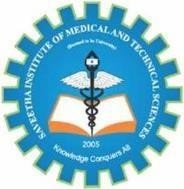 SAVEETHA INSTITUTE OF MEDICAL AND TECHNICAL SCIENCES
(Deemed to be University)
2005
Knowledge Conquers All